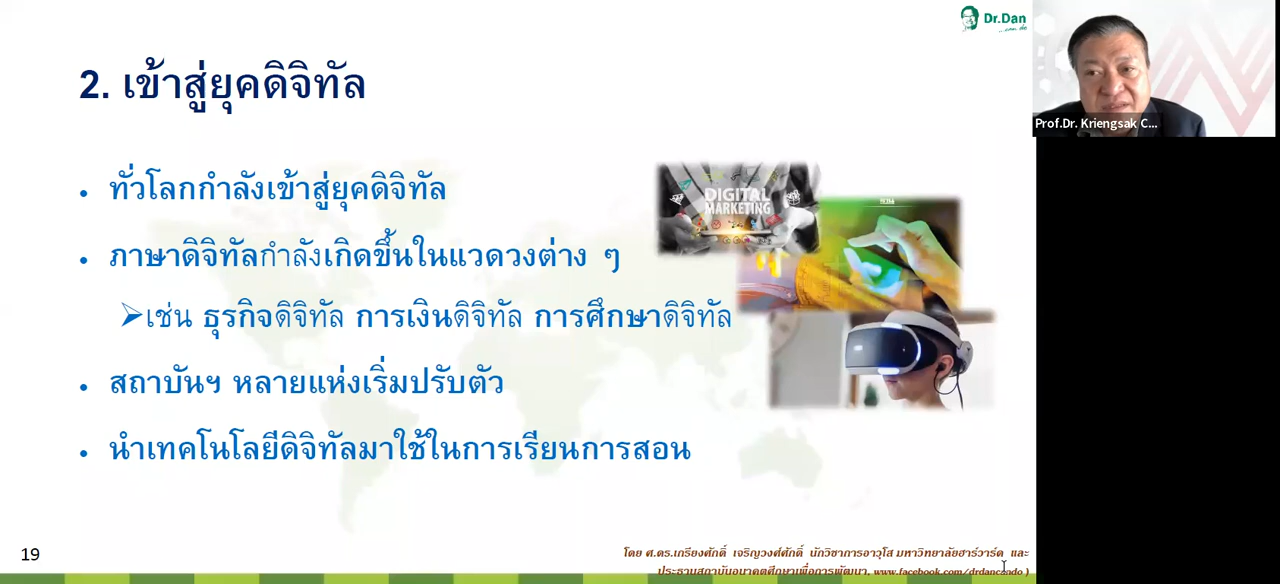 Dr.Dan
...can do
Prof.Dr. Kriengsak C...
2. เข้าสู่ยุคดิจิทัล
• ทั่วโลกกำลังเข้าสู่ยุคดิจิทัล
• ภาษาดิจิทัลกำลังเกิดขึ้นในแวดวงต่าง ๆ
➢เช่น ธุรกิจดิจิทัล การเงินดิจิทัล การศึกษาดิจิทัล
• สถาบันฯ หลายแห่งเริ่มปรับตัว
• นำเทคโนโลยีดิจิทัลมาใช้ในการเรียนการสอน
DIGITAL
MARKETING
19
โดย ศ.ดร.เกรียงศักดิ์ เจริญวงศ์ศักดิ์ นักวิชาการอาวุโส มหาวิทยาลัยฮาร์วาร์ด และ
ประธานสถาบันอนาคตศึกษาเพื่อการพัฒนา, www.facebook.com/drdancando )